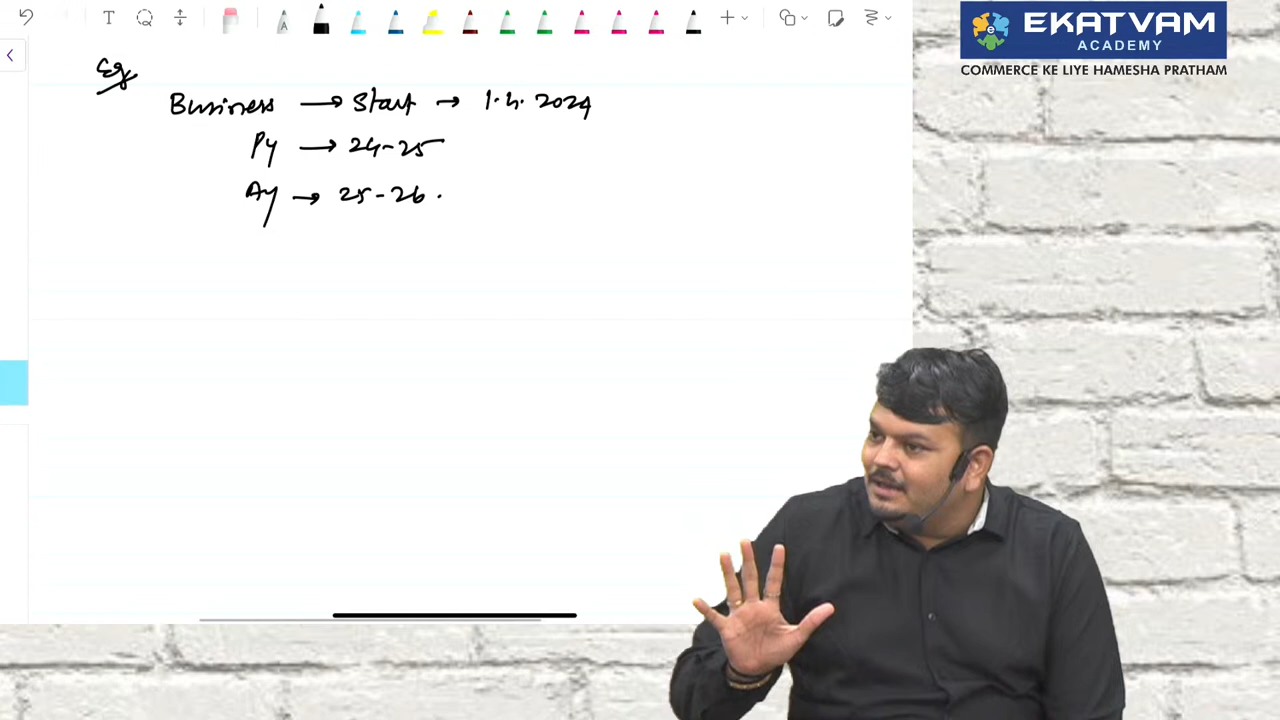 EKATVAM
ACADEMY
COMMERCE KE LIYE HAMESHA PRATHAM
Eg
Business → Start → 1.4.2024
Py → 24-25
Ay → 25-26.